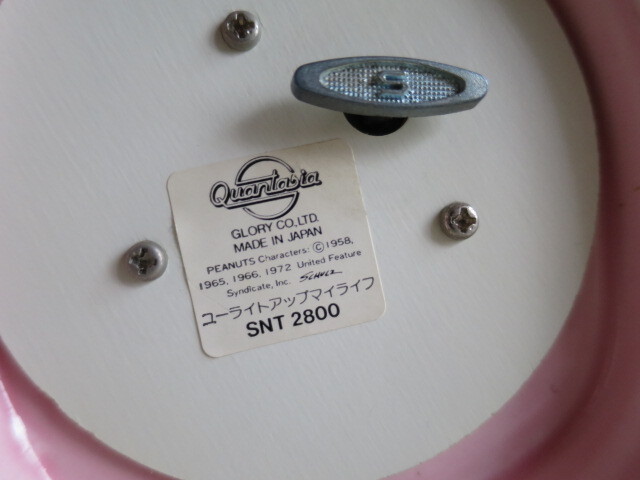 Quantasia
GLORY CO.LTD.
MADE IN JAPAN
PEANUTS Characters: ©1958,
1965, 1966, 1972 United Feature
Syndicate, Inc. SCHULZ
ユーライトアップマイライフ
SNT 2800
S